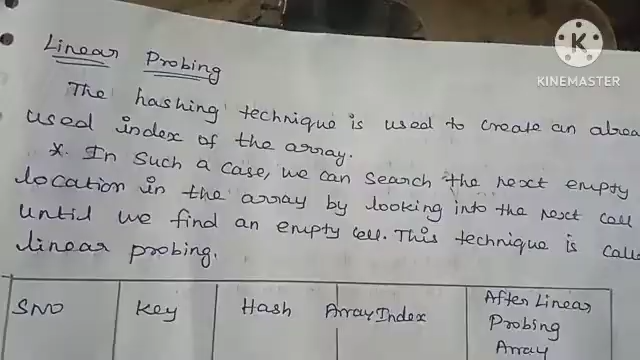 Linear Probing
The hashing technique is used to create an
used index of the array.
*. In such a case, we can search the next empty
location in the array by looking into the next cell
until we find an empty cell. This technique is
linear probing.
SNO Key Hash Array Index After Linear
Probing
Array
K
KINEMASTER